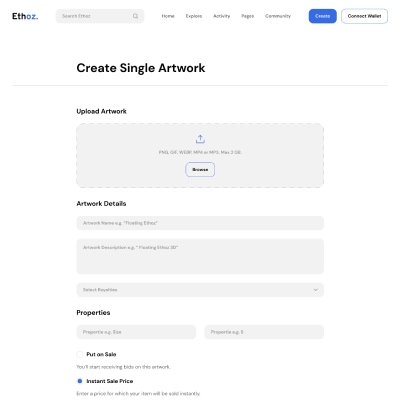 Ethoz.
Search Ethoz
Home
Explore
Activity
Pages
Community
Create
Connect Wallet
Create Single Artwork
Upload Artwork
PNG, GIF, WEBP, MP4 or MP3. Max 2 GB.
Browse
Artwork Details
Artwork Name e.g. "Floating Ethoz"
Artwork Description e.g. " Floating Ethoz 3D"
Select Royalties
Properties
Propertie e.g. Size
Propertie e.g. E
Put on Sale
You'll start receiving bids on this artwork.
Instant Sale Price
Enter a price for which your item will be sold instantly.